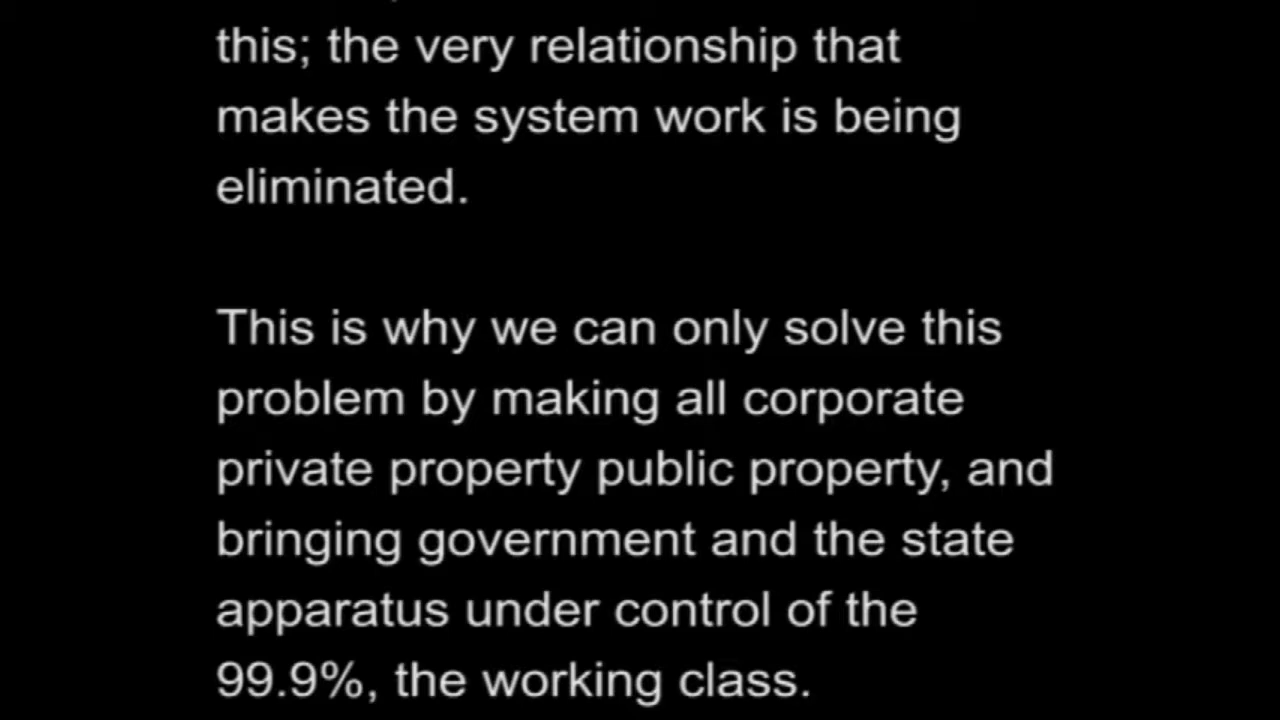 this; the very relationship that
makes the system work is being
eliminated.
This is why we can only solve this
problem by making all corporate
private property public property, and
bringing government and the state
apparatus under control of the
99.9%, the working class.